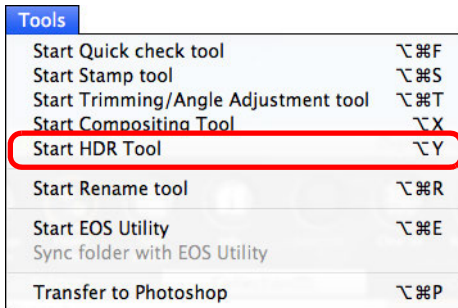 Tools
Start Quick check tool ⌥⌘F
Start Stamp tool ⌥⌘S
Start Trimming/Angle Adjustment tool ⌥⌘T
Start Compositing Tool ⌥X
Start HDR Tool ⌥Y
Start Rename tool ⌥⌘R
Start EOS Utility ⌥⌘E
Sync folder with EOS Utility
Transfer to Photoshop ⌥⌘P